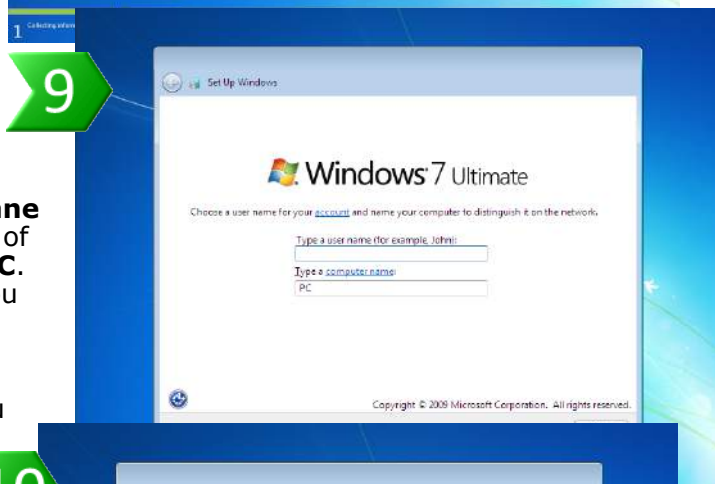 1 Collecting inform
9
Set Up Windows
Windows 7 Ultimate
Choose a user name for your account and name your computer to distinguish it on the network.
Type a user name (for example, John):
Type a computer name:
PC
ne
of
C.
u
Copyright © 2009 Microsoft Corporation. All rights reserved.
10